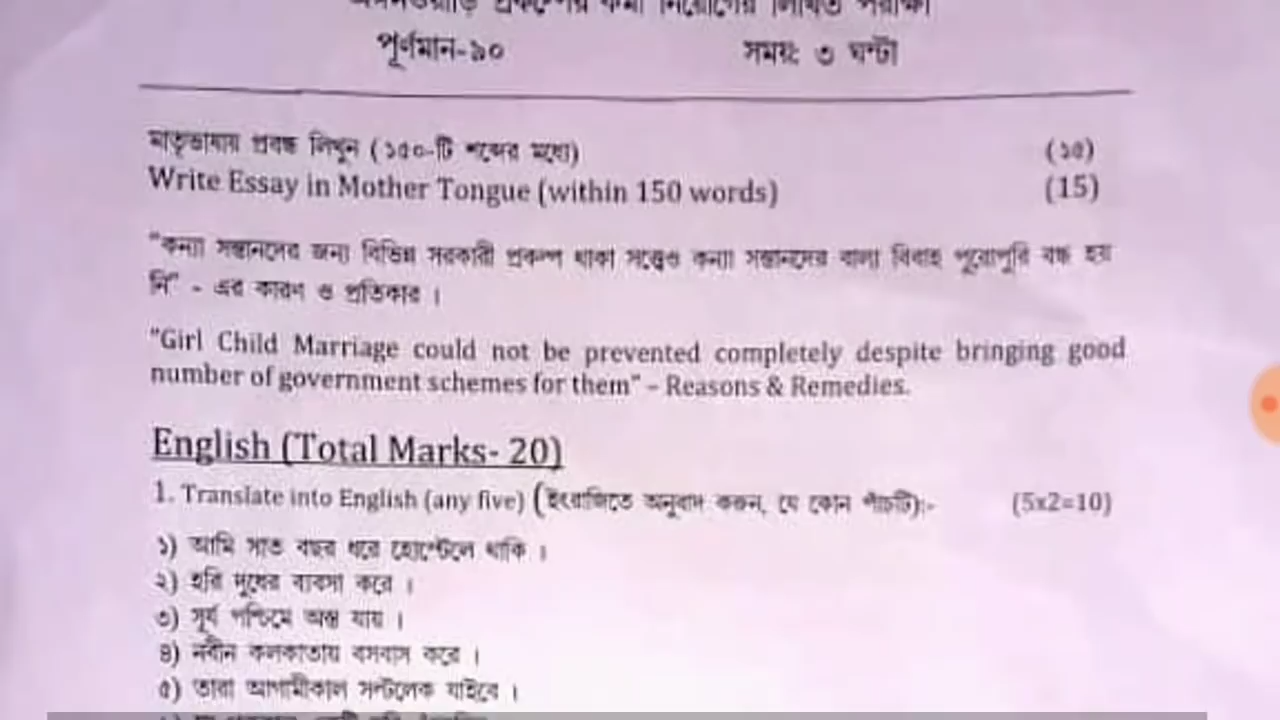 প্রকল্পের কর্মী নিয়োগের লিখিত পরীক্ষা
পূর্ণমান-৯০ সময়: ৩ ঘন্টা
মাতৃভাষায় প্রবন্ধ লিখুন (১৫০-টি শব্দের মধ্যে) (১৫)
Write Essay in Mother Tongue (within 150 words) (15)
"কন্যা সন্তানদের জন্য বিভিন্ন সরকারী প্রকল্প থাকা সত্ত্বেও কন্যা সন্তানদের বাল্য বিবাহ পুরোপুরি বন্ধ হয়
নি" - এর কারণ ও প্রতিকার ।
"Girl Child Marriage could not be prevented completely despite bringing good
number of government schemes for them" – Reasons & Remedies.
English (Total Marks- 20)
1. Translate into English (any five) (ইংরাজিতে অনুবাদ করুন, যে কোন পাঁচটি):- (5x2=10)
১) আমি সাত বছর ধরে হোস্টেলে থাকি ।
২) হরি দুধের ব্যবসা করে ।
৩) সূর্য পশ্চিমে অস্ত যায় ।
৪) নবীন কলকাতায় বসবাস করে ।
৫) তারা আগামীকাল সল্টলেক যাইবে ।